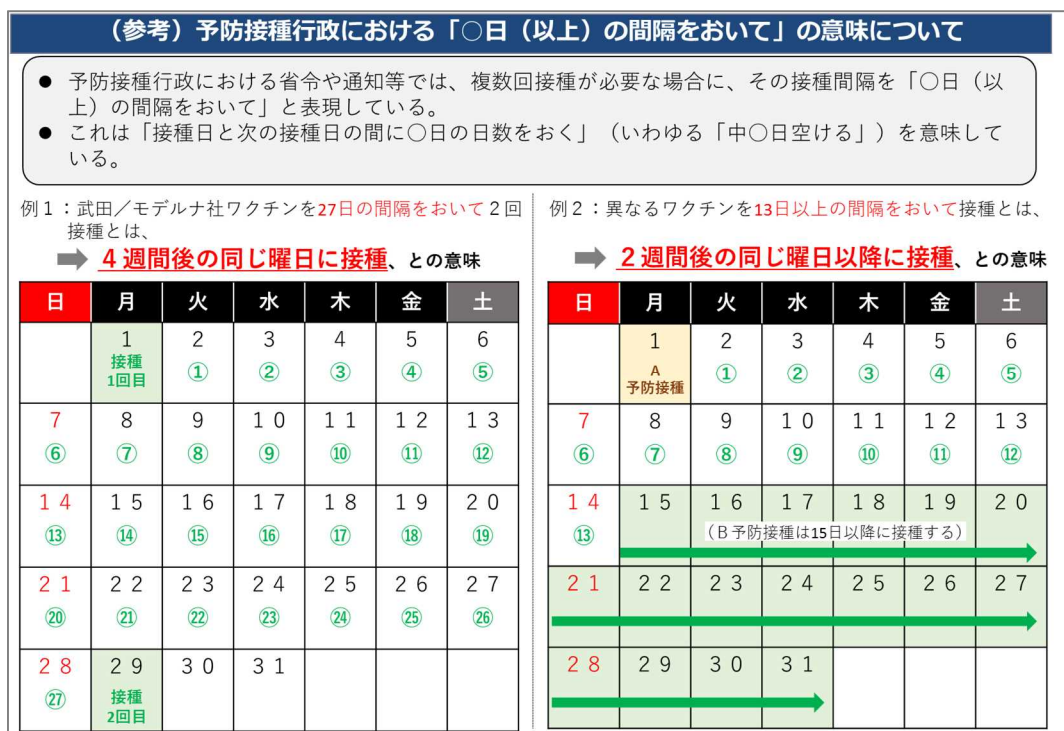 （参考）予防接種行政における「○日（以上）の間隔をおいて」の意味について
● 予防接種行政における省令や通知等では、複数回接種が必要な場合に、その接種間隔を「○日（以
上）の間隔をおいて」と表現している。
● これは「接種日と次の接種日の間に○日の日数をおく」（いわゆる「中○日空ける」）を意味して
いる。
例１：武田／モデルナ社ワクチンを27日の間隔をおいて２回
接種とは、
４週間後の同じ曜日に接種、との意味
日 月 火 水 木 金 土
1 2 3 4 5 6
接種
1回目 ① ② ③ ④ ⑤
7 8 9 10 11 12 13
⑥ ⑦ ⑧ ⑨ ⑩ ⑪ ⑫
14 15 16 17 18 19 20
⑬ ⑭ ⑮ ⑯ ⑰ ⑱ ⑲
21 22 23 24 25 26 27
⑳ ㉑ ㉒ ㉓ ㉔ ㉕ ㉖
28 29 30 31
㉗ 接種
2回目
例２：異なるワクチンを13日以上の間隔をおいて接種とは、
２週間後の同じ曜日以降に接種、との意味
日 月 火 水 木 金 土
1 2 3 4 5 6
A
予防接種 ① ② ③ ④ ⑤
7 8 9 10 11 12 13
⑥ ⑦ ⑧ ⑨ ⑩ ⑪ ⑫
14 15 16 17 18 19 20
⑬ （B予防接種は15日以降に接種する）
21 22 23 24 25 26 27
28 29 30 31